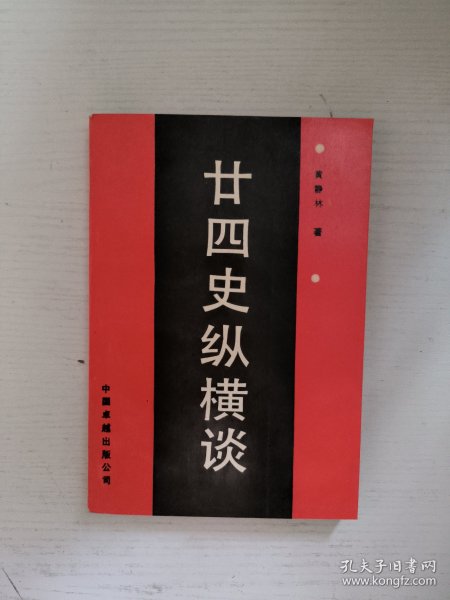 黄静林 著
廿四史纵横谈
中国卓越出版公司
孔夫子旧书网
www.kongfz.com